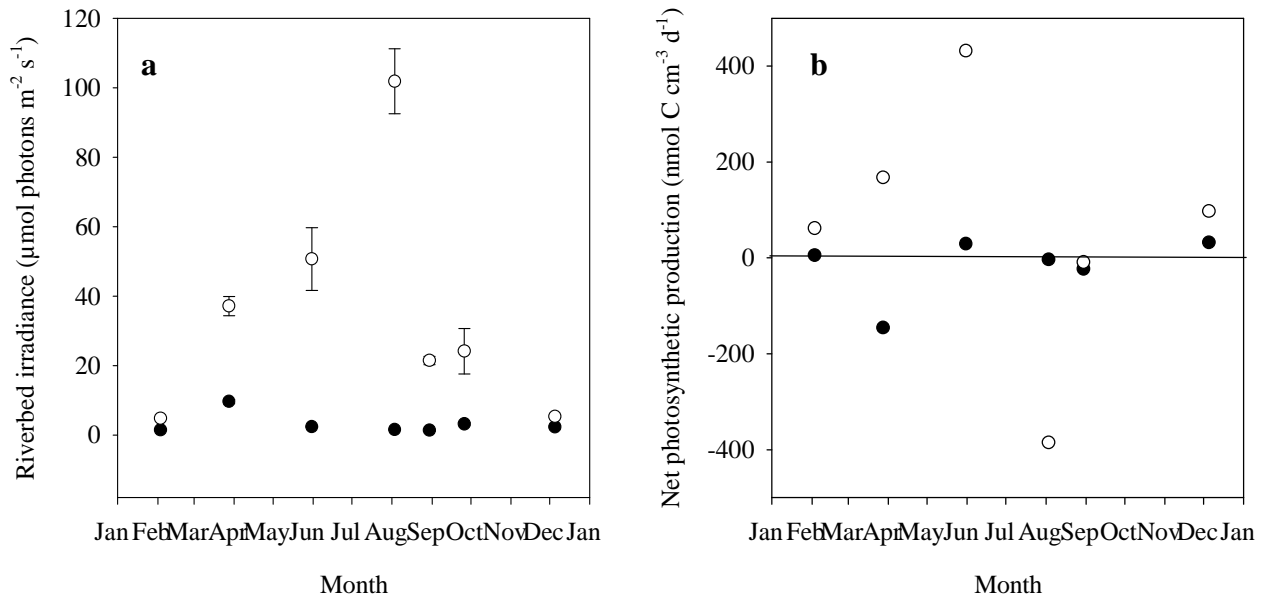 a
Riverbed irradiance (µmol photons m-2 s-1)
120
100
80
60
40
20
0
Jan Feb Mar Apr May Jun Jul Aug Sep Oct Nov Dec Jan
Month
b
Net photosynthetic production (nmol C cm-3 d-1)
400
200
0
-200
-400
Jan Feb Mar Apr May Jun Jul Aug Sep Oct Nov Dec Jan
Month